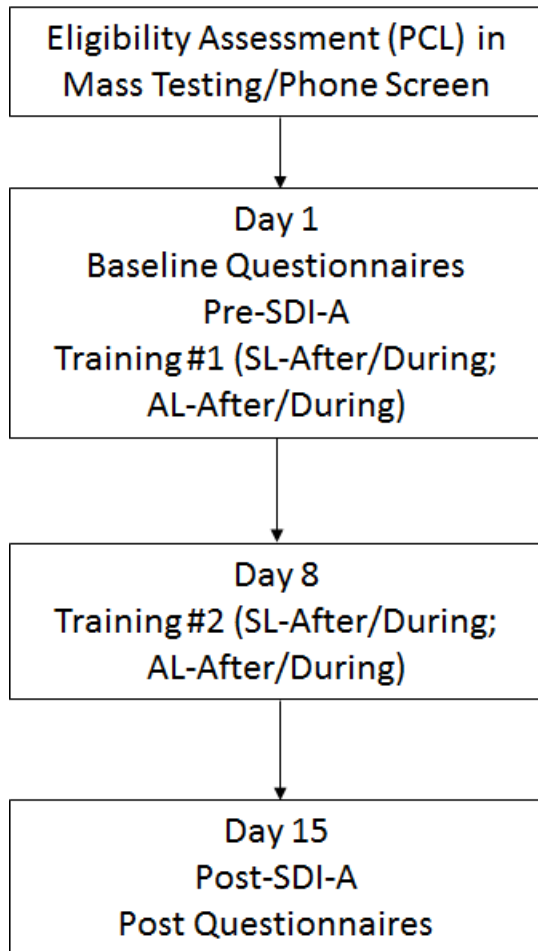 Eligibility Assessment (PCL) in
Mass Testing/Phone Screen
Day 1
Baseline Questionnaires
Pre-SDI-A
Training #1 (SL-After/During;
AL-After/During)
Day 8
Training #2 (SL-After/During;
AL-After/During)
Day 15
Post-SDI-A
Post Questionnaires